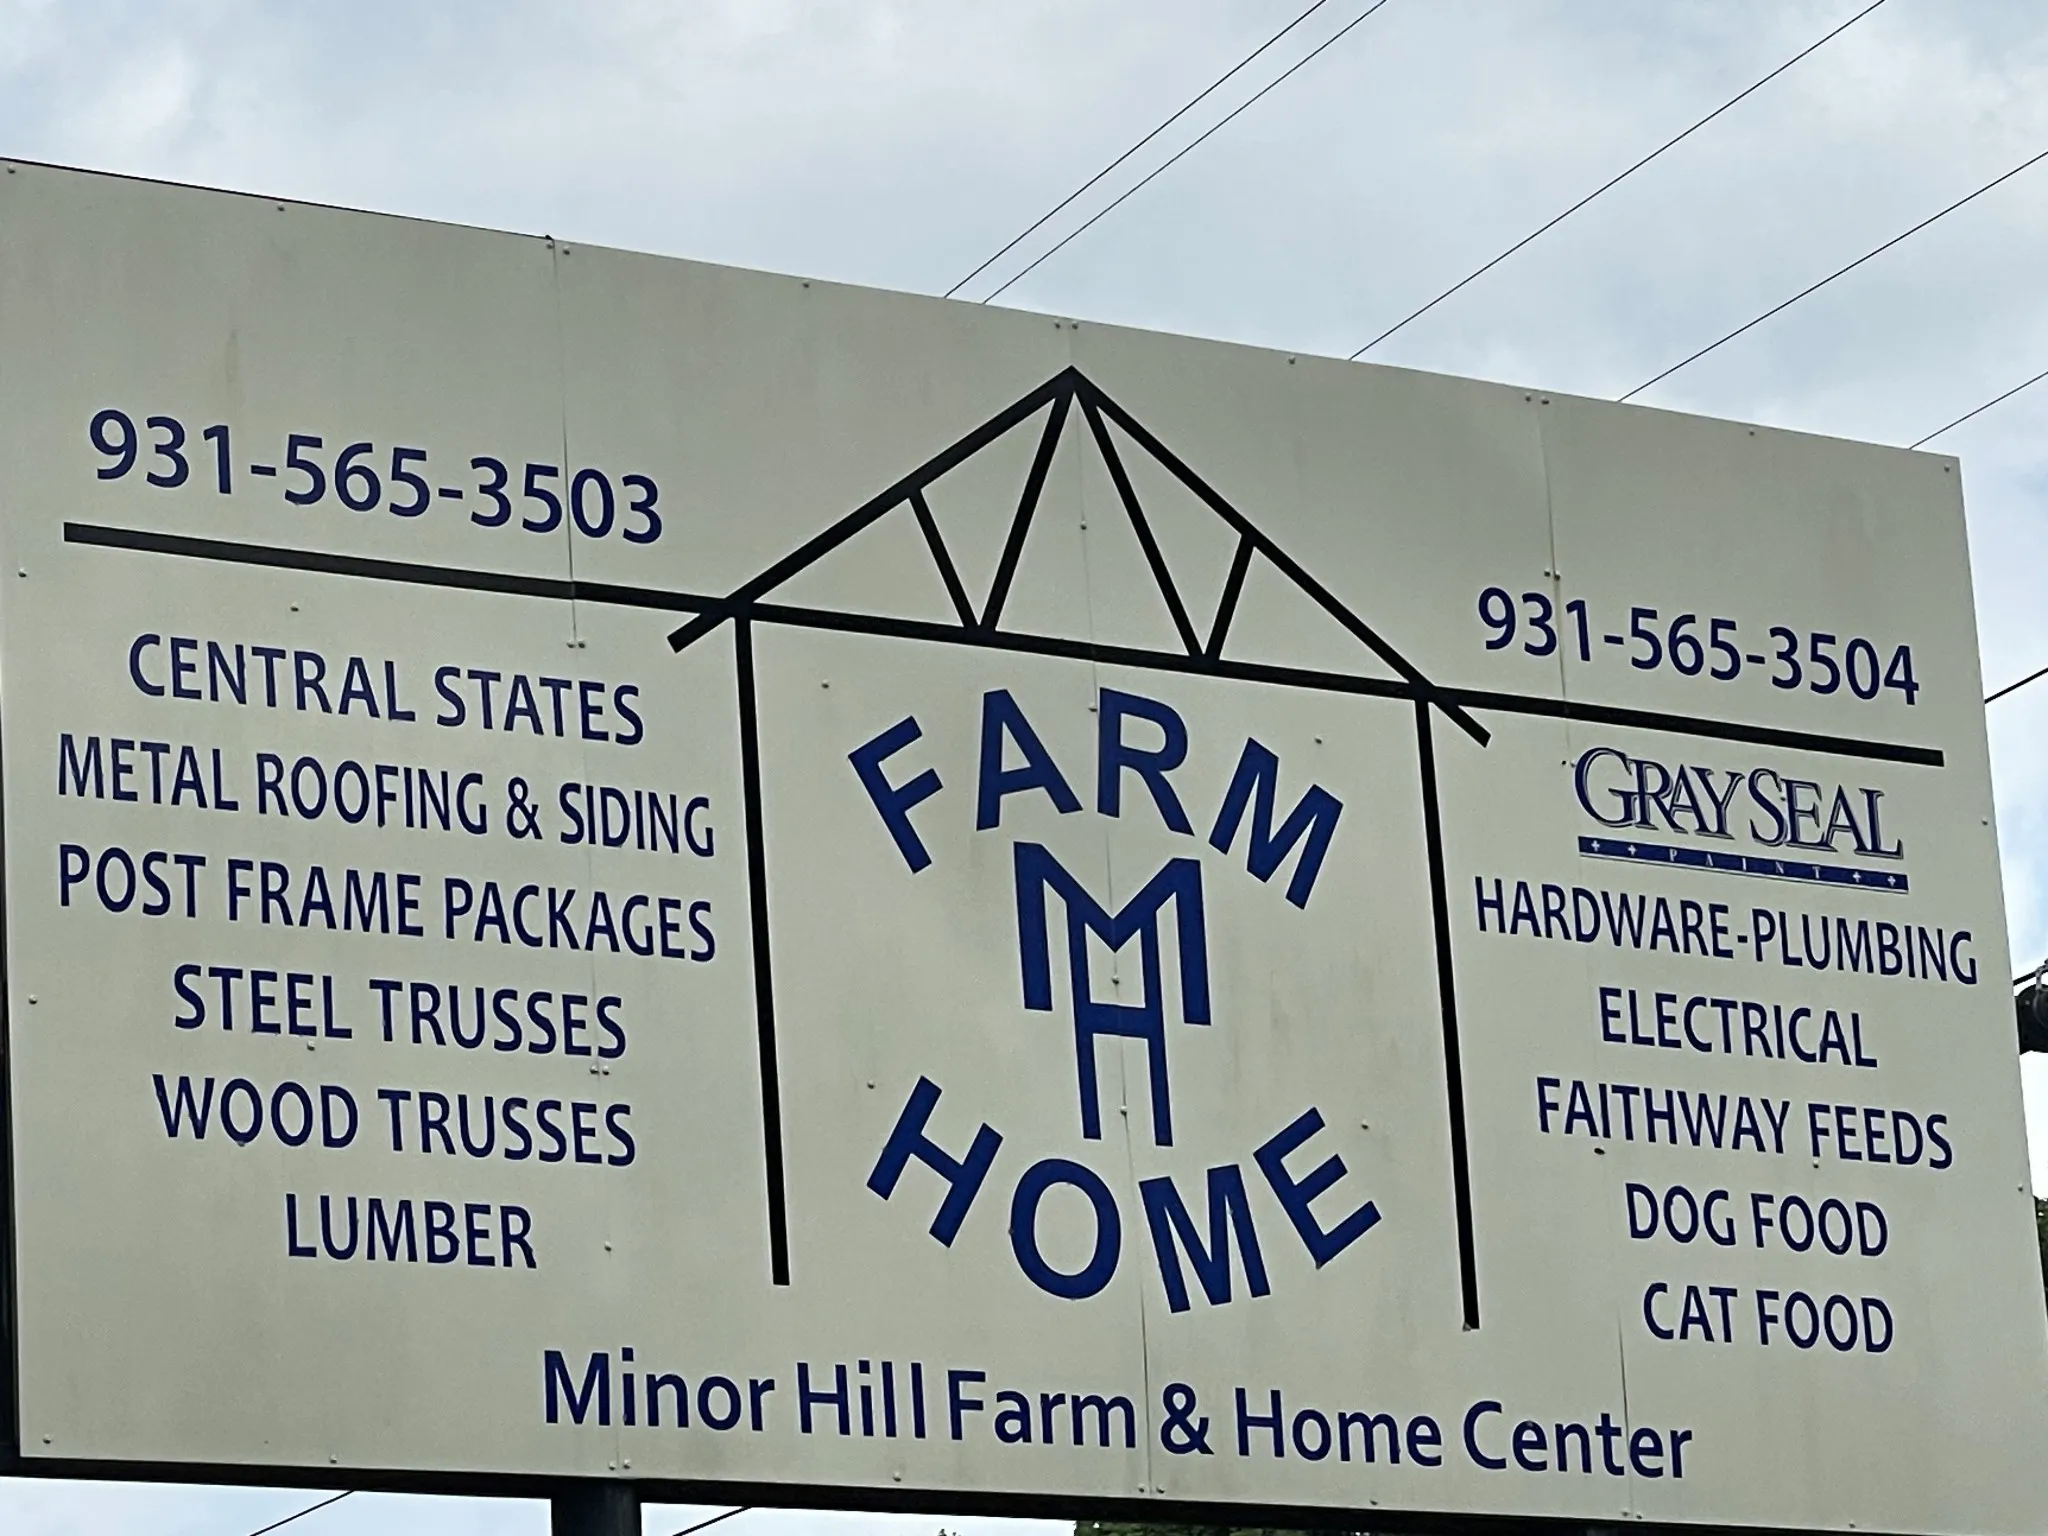 931-565-3503
CENTRAL STATES
METAL ROOFING & SIDING
POST FRAME PACKAGES
STEEL TRUSSES
WOOD TRUSSES
LUMBER
FARM
MH
HOME
931-565-3504
GRAY SEAL
PAINT
HARDWARE-PLUMBING
ELECTRICAL
FAITHWAY FEEDS
DOG FOOD
CAT FOOD
Minor Hill Farm & Home Center